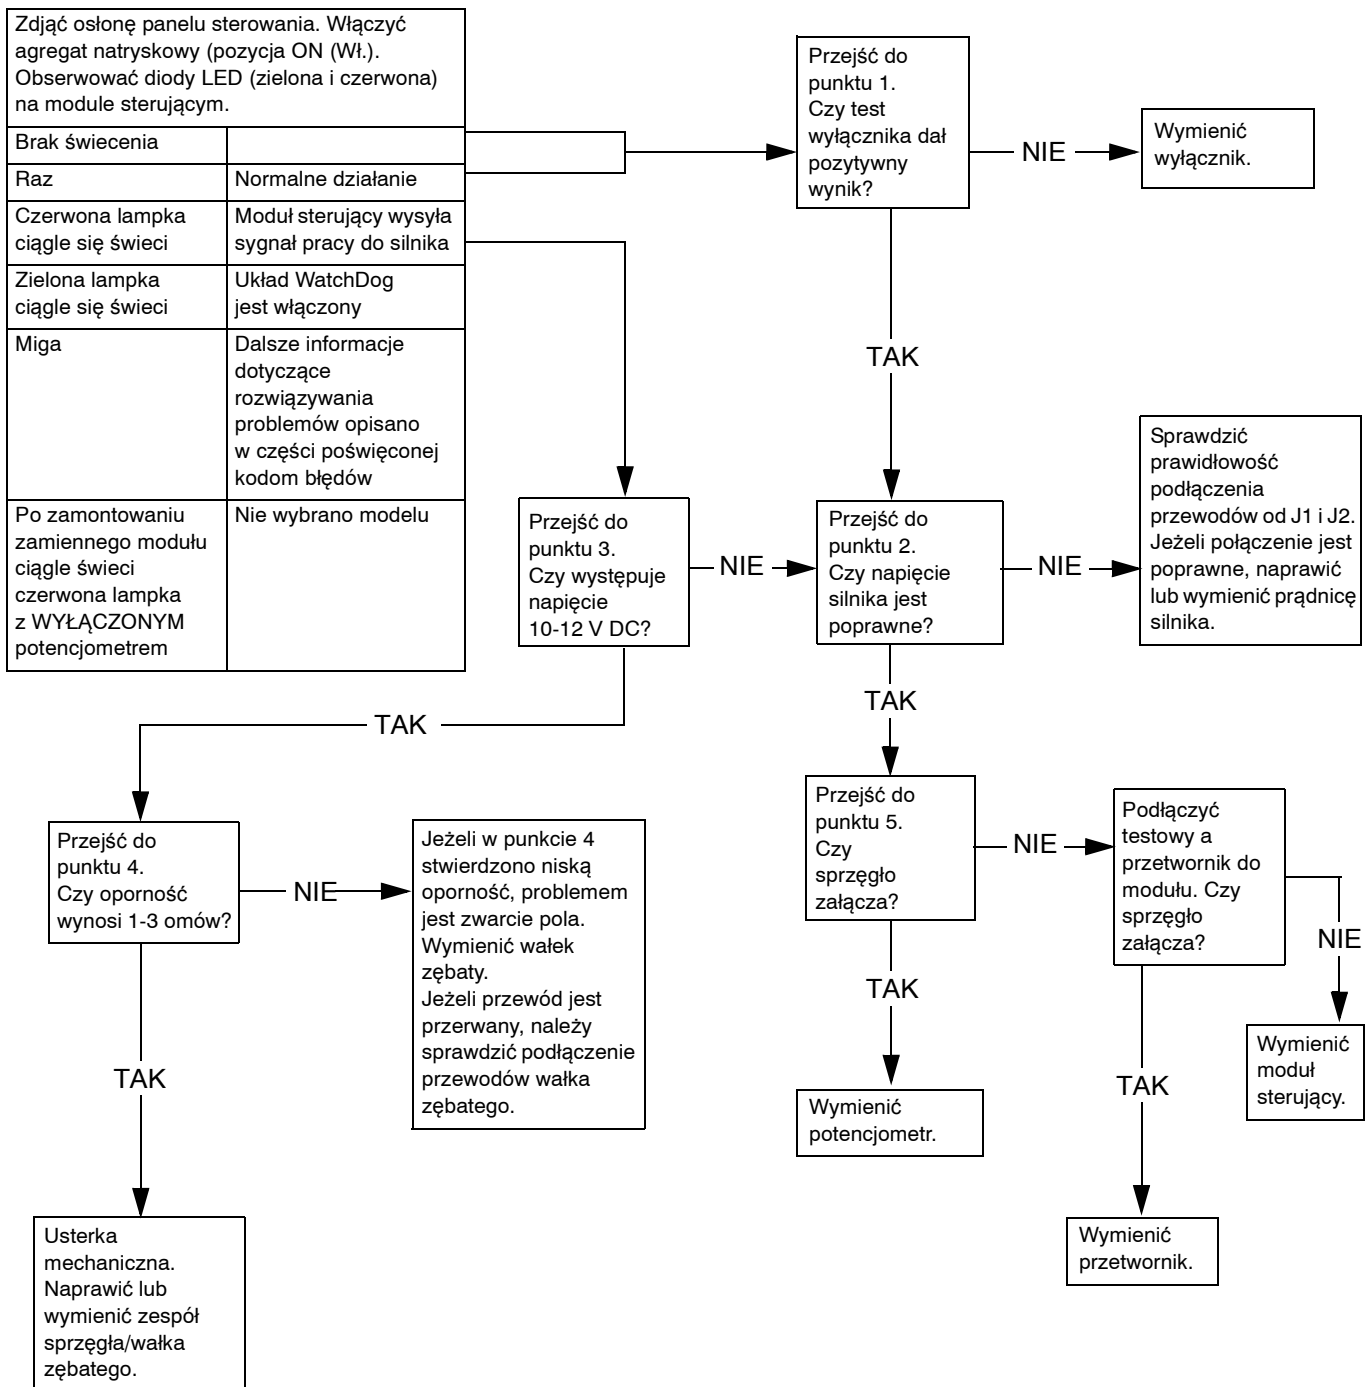 Zdjąć osłonę panelu sterowania. Włączyć
agregat natryskowy (pozycja ON (Wł.).
Obserwować diody LED (zielona i czerwona)
na module sterującym.
Brak świecenia
Raz
Normalne działanie
Czerwona lampka
ciągle się świeci
Moduł sterujący wysyła
sygnał pracy do silnika
Zielona lampka
ciągle się świeci
Układ WatchDog
jest włączony
Miga
Dalsze informacje
dotyczące
rozwiązywania
problemów opisano
w części poświęconej
kodom błędów
Po zamontowaniu
zamiennego modułu
ciągle świeci
czerwona lampka
z WYŁĄCZONYM
potencjometrem
Nie wybrano modelu
Przejść do
punktu 1.
Czy test
wyłącznika dał
pozytywny
wynik?
NIE
Wymienić
wyłącznik.
TAK
Przejść do
punktu 3.
Czy występuje
napięcie
10-12 V DC?
NIE
Przejść do
punktu 2.
Czy napięcie
silnika jest
poprawne?
NIE
Sprawdzić
prawidłowość
podłączenia
przewodów od J1 i J2.
Jeżeli połączenie jest
poprawne, naprawić
lub wymienić prądnicę
silnika.
TAK
TAK
Przejść do
punktu 4.
Czy oporność
wynosi 1-3 omów?
NIE
Jeżeli w punkcie 4
stwierdzono niską
oporność, problemem
jest zwarcie pola.
Wymienić wałek
zębaty.
Jeżeli przewód jest
przerwany, należy
sprawdzić podłączenie
przewodów wałka
zębatego.
Przejść do
punktu 5.
Czy
sprzęgło
załącza?
NIE
Podłączyć
testowy a
przetwornik do
modułu. Czy
sprzęgło
załącza?
NIE
Wymienić
moduł
sterujący.
TAK
TAK
TAK
Wymienić
potencjometr.
Wymienić
przetwornik.
Usterka
mechaniczna.
Naprawić lub
wymienić zespół
sprzęgła/wałka
zębatego.